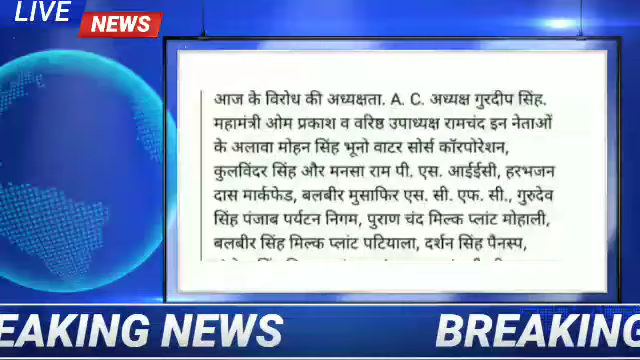 LIVE
NEWS
आज के विरोध की अध्यक्षता. A. C. अध्यक्ष गुरदीप सिंह.
महामंत्री ओम प्रकाश व वरिष्ठ उपाध्यक्ष रामचंद इन नेताओं
के अलावा मोहन सिंह भूनो वाटर सोर्स कॉरपोरेशन,
कुलविंदर सिंह और मनसा राम पी. एस. आईईसी, हरभजन
दास मार्कफेड, बलबीर मुसाफिर एस. सी. एफ. सी., गुरुदेव
सिंह पंजाब पर्यटन निगम, पुराण चंद मिल्क प्लांट मोहाली,
बलबीर सिंह मिल्क प्लांट पटियाला, दर्शन सिंह पैनस्प,
EAKING NEWS BREAKING